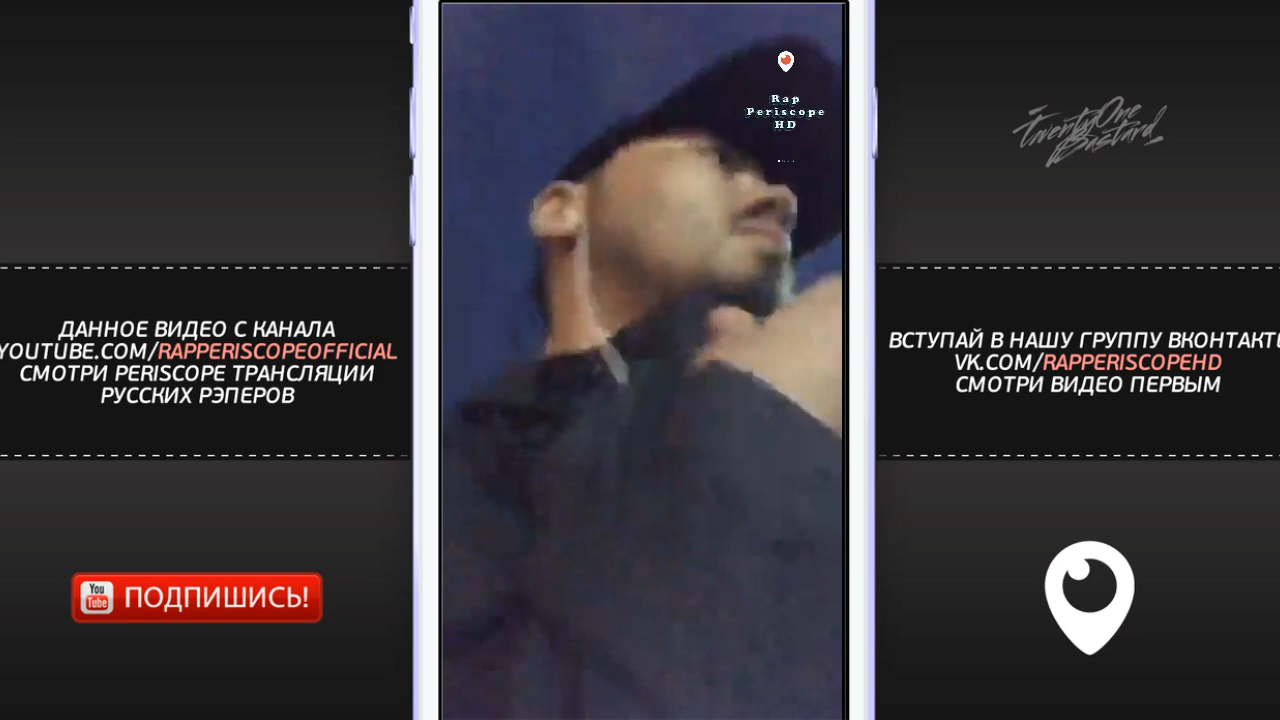 ДАННОЕ ВИДЕО С КАНАЛА
YOUTUBE.COM/RAPPERISCOPEOFFICIAL
СМОТРИ PERISCOPE ТРАНСЛЯЦИИ
РУССКИХ РЭПЕРОВ
You
Tube
ПОДПИШИСЬ!
Rap
Periscope
HD
TwentyOne
Bastard
ВСТУПАЙ В НАШУ ГРУППУ ВКОНТАКТЕ
VK.COM/RAPPERISCOPEHD
СМОТРИ ВИДЕО ПЕРВЫМ